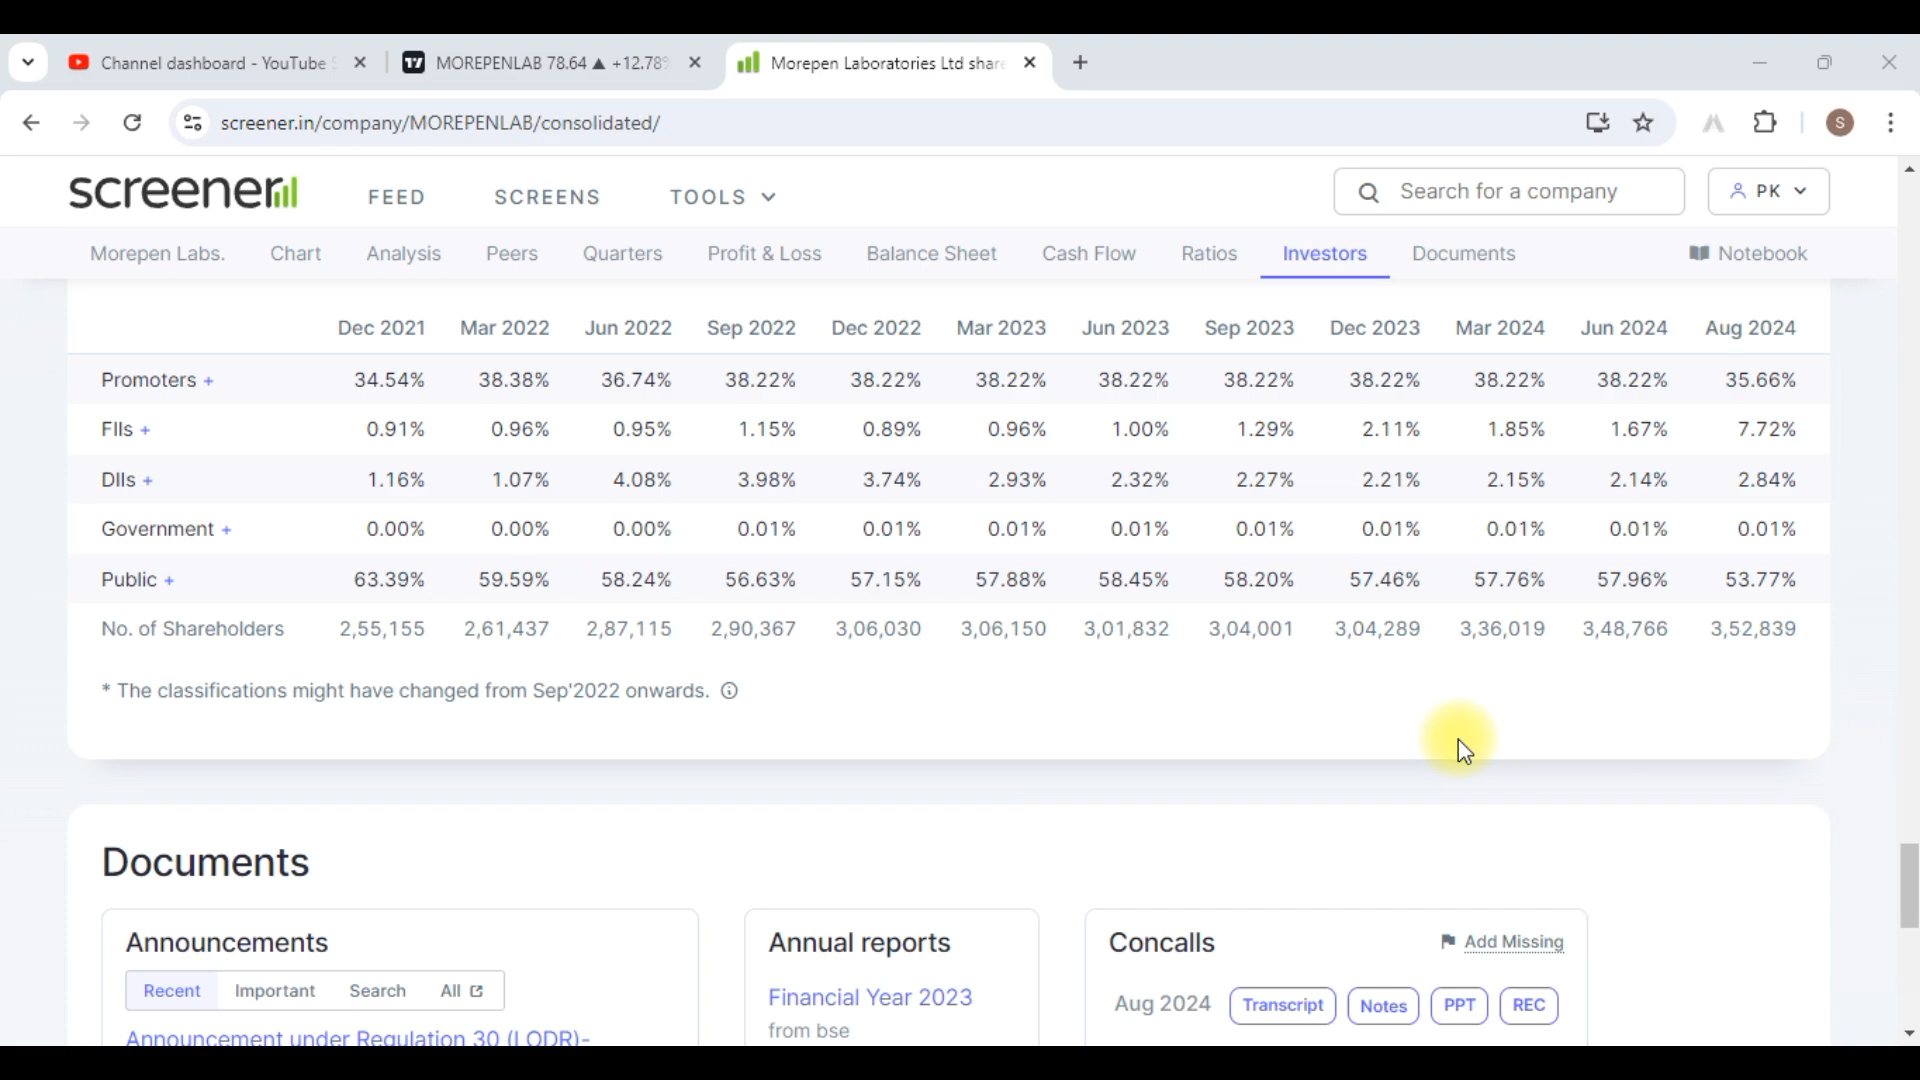 Channel dashboard - YouTube
MOREPENLAB 78.64 ▲ +12.78%
Morepen Laboratories Ltd share
screener.in/company/MOREPENLAB/consolidated/
S
screener
FEED SCREENS TOOLS
Search for a company
PK
Morepen Labs. Chart Analysis Peers Quarters Profit & Loss Balance Sheet Cash Flow Ratios Investors Documents Notebook
Dec 2021 Mar 2022 Jun 2022 Sep 2022 Dec 2022 Mar 2023 Jun 2023 Sep 2023 Dec 2023 Mar 2024 Jun 2024 Aug 2024
Promoters + 34.54% 38.38% 36.74% 38.22% 38.22% 38.22% 38.22% 38.22% 38.22% 38.22% 38.22% 35.66%
FIIs + 0.91% 0.96% 0.95% 1.15% 0.89% 0.96% 1.00% 1.29% 2.11% 1.85% 1.67% 7.72%
DIIs + 1.16% 1.07% 4.08% 3.98% 3.74% 2.93% 2.32% 2.27% 2.21% 2.15% 2.14% 2.84%
Government + 0.00% 0.00% 0.00% 0.01% 0.01% 0.01% 0.01% 0.01% 0.01% 0.01% 0.01% 0.01%
Public + 63.39% 59.59% 58.24% 56.63% 57.15% 57.88% 58.45% 58.20% 57.46% 57.76% 57.96% 53.77%
No. of Shareholders 2,55,155 2,61,437 2,87,115 2,90,367 3,06,030 3,06,150 3,01,832 3,04,001 3,04,289 3,36,019 3,48,766 3,52,839
* The classifications might have changed from Sep'2022 onwards.
Documents
Announcements
Recent Important Search All
Announcement under Regulation 30 (LODR)-
Annual reports
Financial Year 2023
from bse
Concalls
Add Missing
Aug 2024 Transcript Notes PPT REC